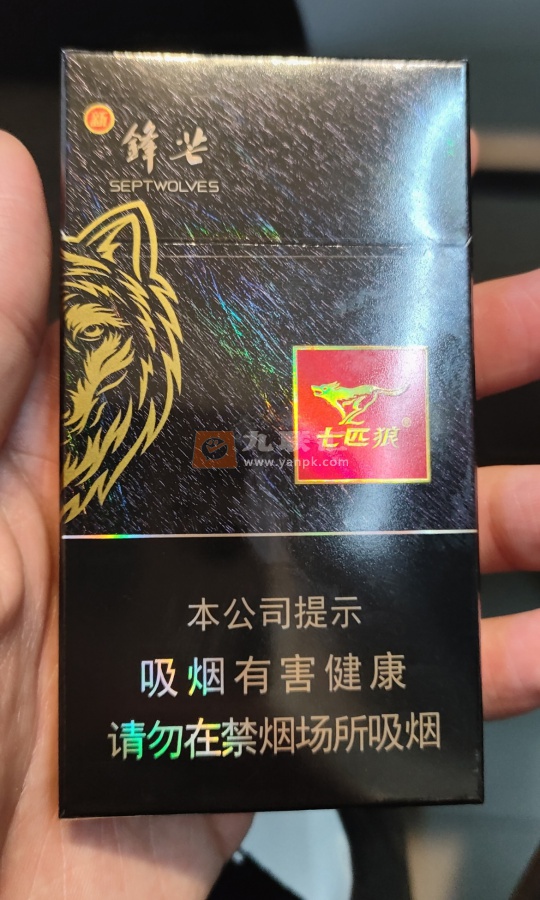 新
鋒芒
SEPTWOLVES
七匹狼
www.yanpk.com
本公司提示
吸烟有害健康
请勿在禁烟场所吸烟